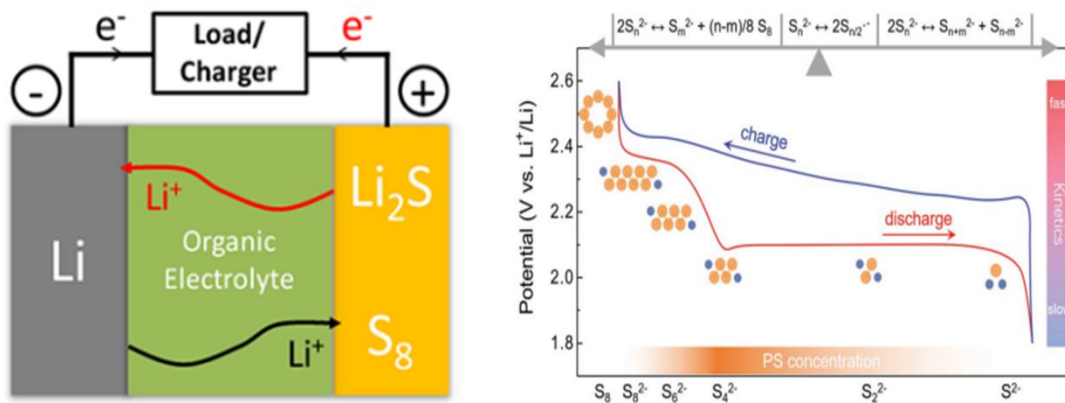 e⁻
Load/
Charger
e⁻
-
+
Li⁺
Li₂S
Li
Organic
Electrolyte
Li⁺
S₈
2Sₙ²⁻ ↔ Sₘ²⁻ + (n-m)/8 S₈
Sₙ²⁻ ↔ 2Sₙ/₂·⁻
2Sₙ²⁻ ↔ Sₙ₊ₘ²⁻ + Sₙ₋ₘ²⁻
Potential (V vs. Li⁺/Li)
2.6
2.4
2.2
2.0
1.8
charge
discharge
fast
Kinetics
slow
PS concentration
S₈ S₈²⁻ S₆²⁻ S₄²⁻ S₂²⁻ S²⁻